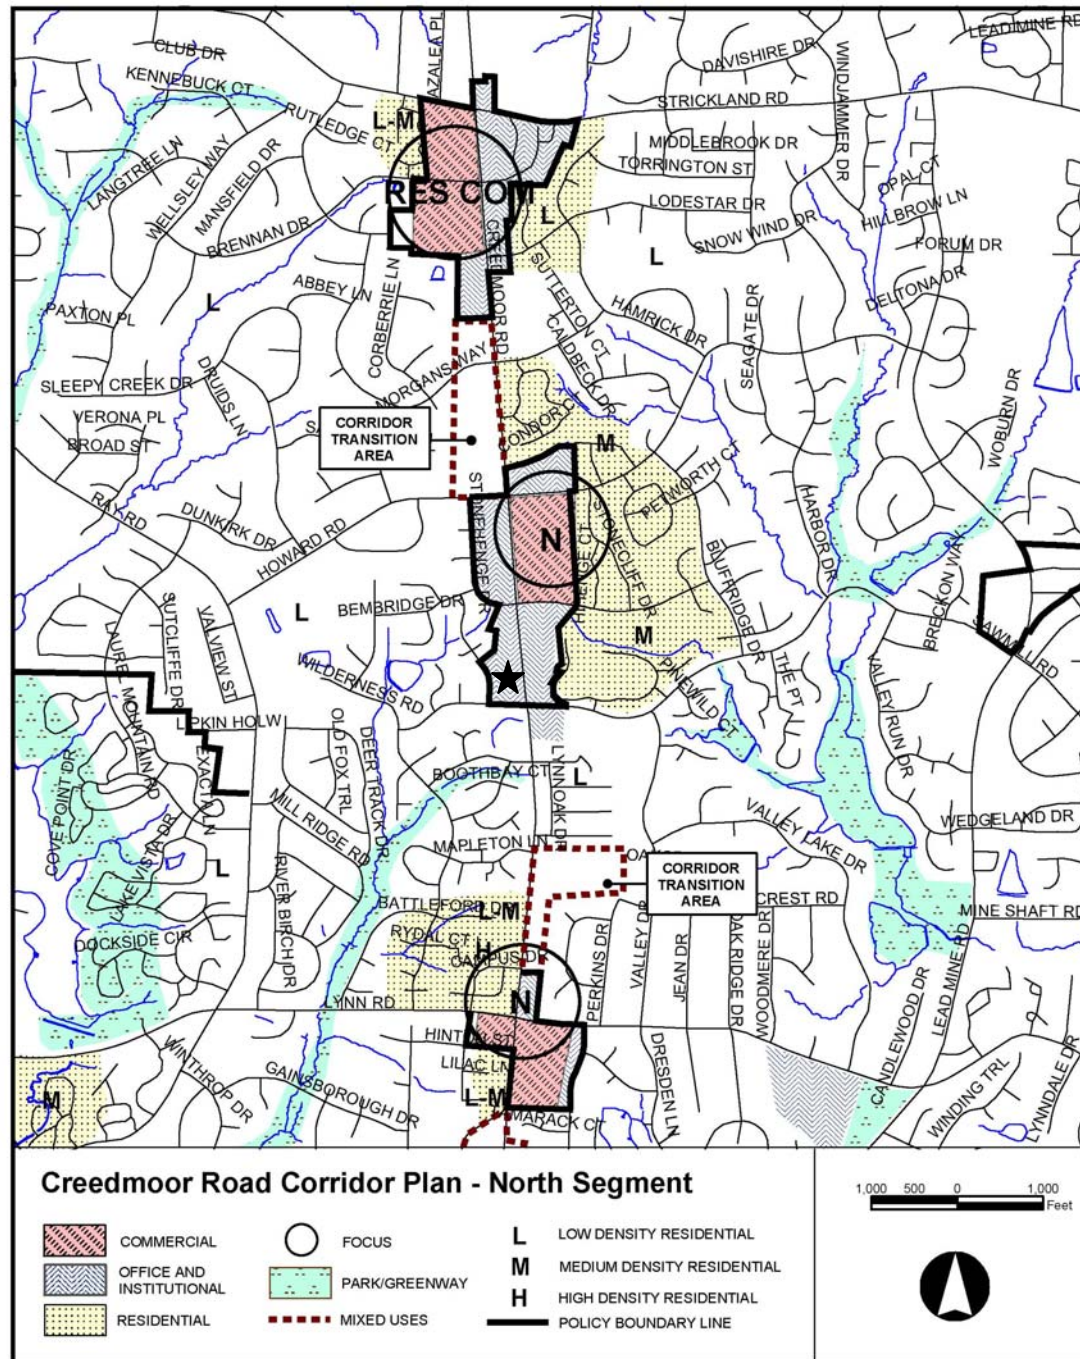 CLUB DR
AZALEA PL
LEAD MINE RD
DAVISHIRE DR
WINDJAMMER DR
KENNEBUCK CT
STRICKLAND RD
RUTLEDGE CT
L-M
MIDDLEBROOK DR
LANGTREE LN
WELLSLEY WAY
MANSFIELD DR
TORRINGTON ST
OPAL CT
RES COM
LODESTAR DR
HILLBROW LN
L
BRENNAN DR
CREEDMOOR RD
SNOW WIND DR
FORUM DR
L
SUTTERTON CT
ABBEY LN
CORBERRIE LN
DELTONA DR
L
PAXTON PL
HAMRICK DR
SEAGATE DR
CALDBECK DR
MORGANS WAY
SLEEPY CREEK DR
DRUIDS LN
VERONA PL
BROAD ST
CONDOR CT
WOBURN DR
CORRIDOR
TRANSITION
AREA
M
PETWORTH CT
RAY RD
DUNKIRK DR
HOWARD RD
STONEHENGE DR
N
STONECLIFF DR
HARBOR DR
BLUFFRIDGE DR
BRECKON WAY
L
BEMBRIDGE DR
SUTCLIFFE DR
VALVIEW ST
LAUREL MOUNTAIN RD
M
SAWMILL RD
WILDERNESS RD
PINEWILD CT
THE PT
VALLEY RUN DR
LIPKIN HOLW
OLD FOX TRL
DEER TRACK DR
EXACT LN
COVE POINT DR
BOOTHBAY CT
LYNNOAK DR
L
MILL RIDGE RD
LAKE VISTA DR
VALLEY LAKE DR
WEDGELAND DR
MAPLETON LN
L
RIVER BIRCH DR
CORRIDOR
TRANSITION
AREA
BATTLEFORD DR
L-M
CREST RD
MINE SHAFT RD
DOCKSIDE CIR
RYDAL CT
H
CAMPUS DR
PERKINS DR
VALLEY DR
JEAN DR
OAK RIDGE DR
WOODMERE DR
LEAD MINE RD
CANDLEWOOD DR
LYNN RD
N
HINTON ST
LILAC LN
WINTHROP DR
GAINSBOROUGH DR
L-M
MARACK CT
DRESDEN LN
WINDING TRL
LYNNDALE DR
M
Creedmoor Road Corridor Plan - North Segment
COMMERCIAL
OFFICE AND
INSTITUTIONAL
RESIDENTIAL
FOCUS
PARK/GREENWAY
MIXED USES
L LOW DENSITY RESIDENTIAL
M MEDIUM DENSITY RESIDENTIAL
H HIGH DENSITY RESIDENTIAL
POLICY BOUNDARY LINE
1,000 500 0 1,000
Feet